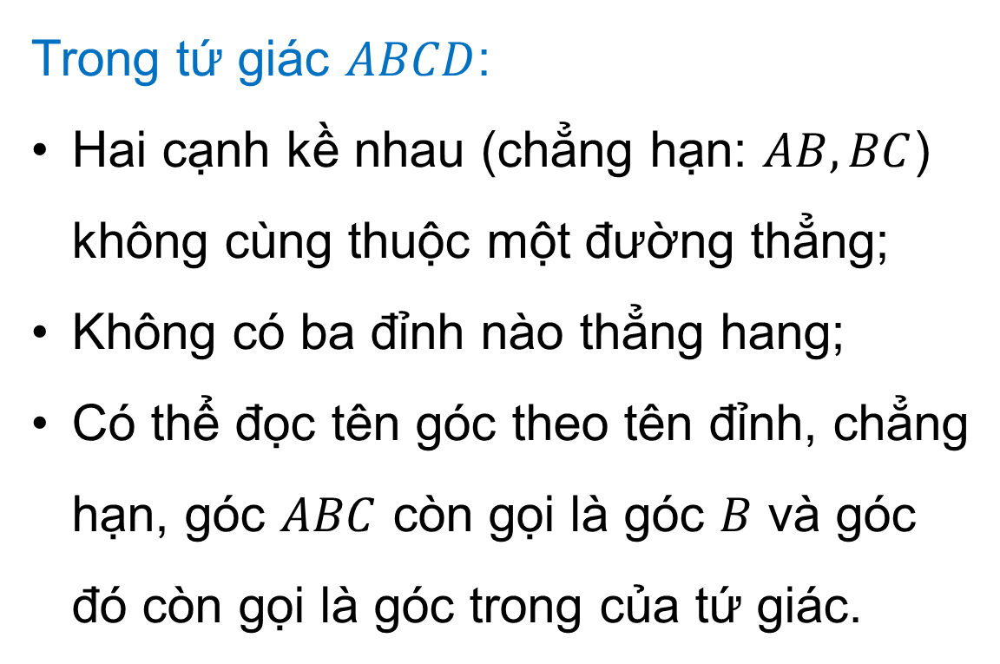 Trong tứ giác ABCD:
• Hai cạnh kề nhau (chẳng hạn: AB, BC)
không cùng thuộc một đường thẳng;
• Không có ba đỉnh nào thẳng hang;
• Có thể đọc tên góc theo tên đỉnh, chẳng
hạn, góc ABC còn gọi là góc B và góc
đó còn gọi là góc trong của tứ giác.